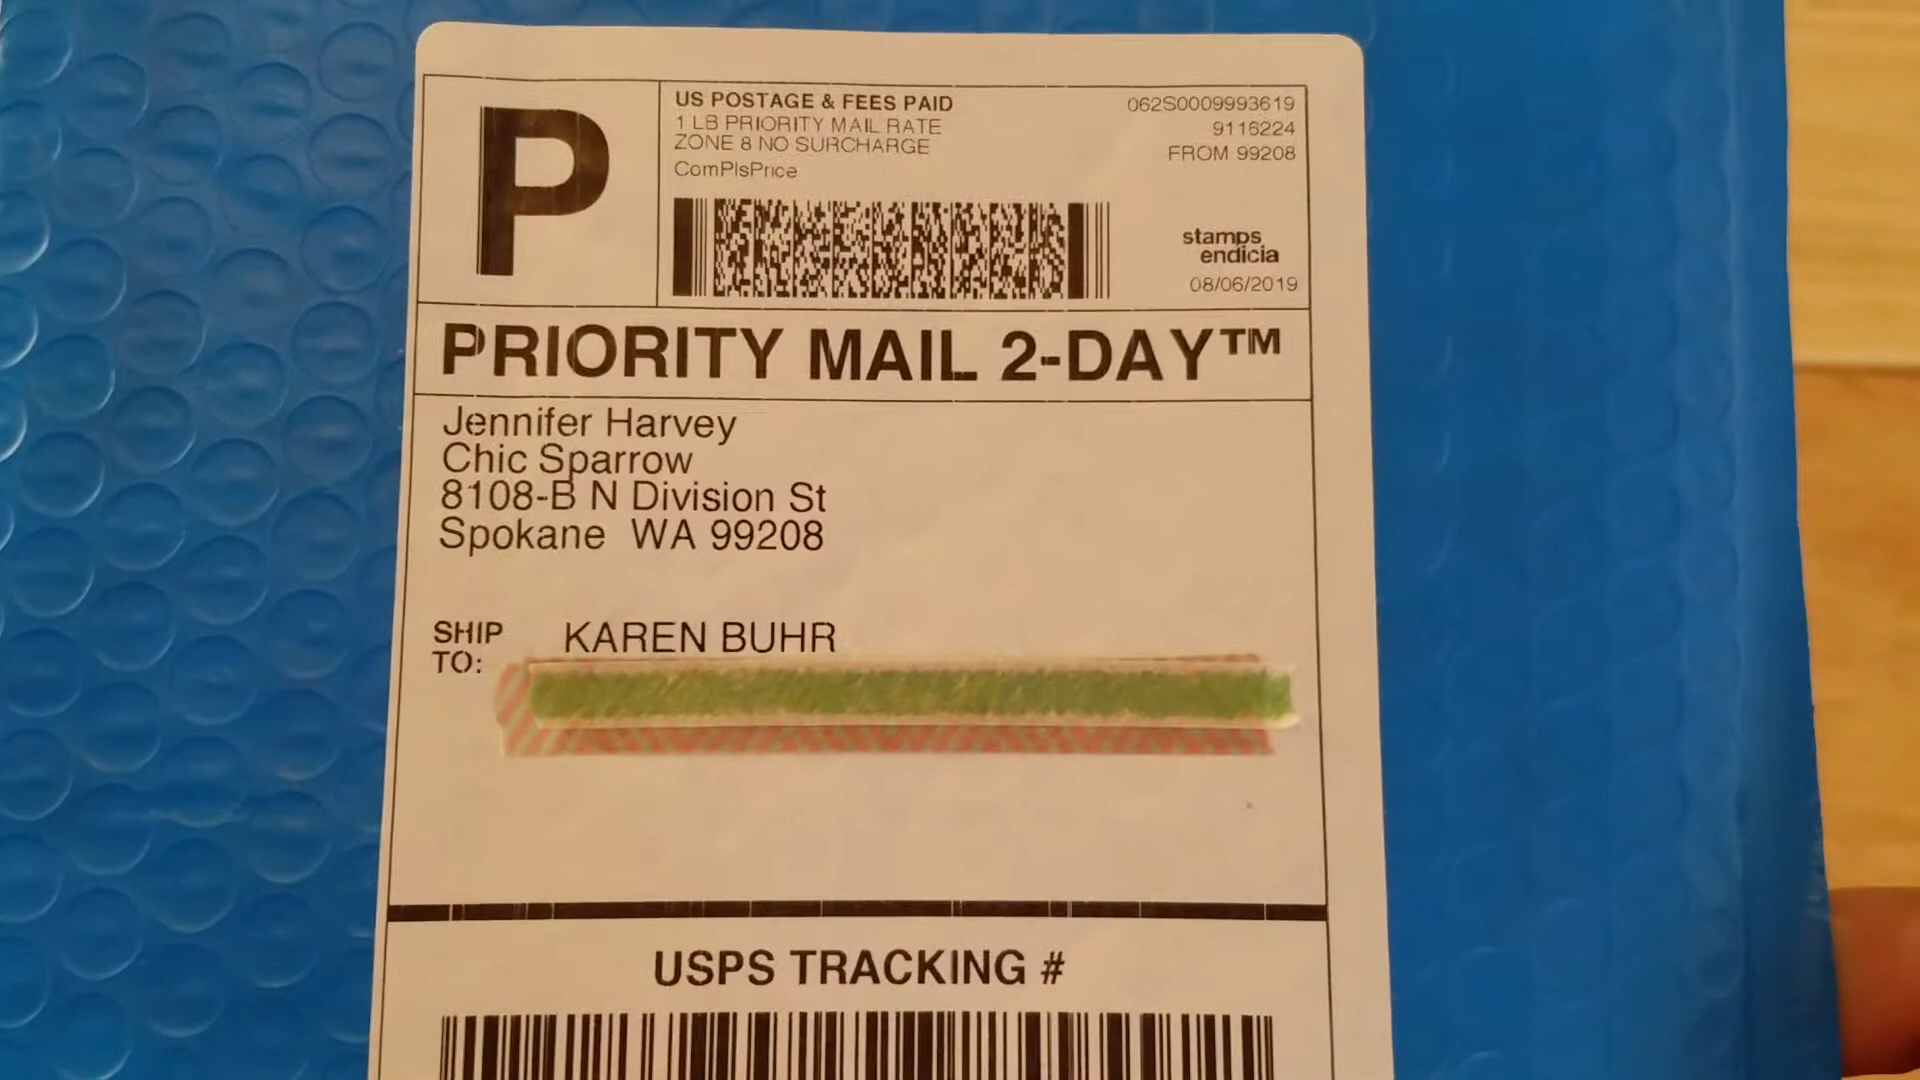 P
US POSTAGE & FEES PAID
1 LB PRIORITY MAIL RATE
ZONE 8 NO SURCHARGE
ComPlsPrice
062S0009993619
9116224
FROM 99208
stamps
endicia
08/06/2019
PRIORITY MAIL 2-DAY™
Jennifer Harvey
Chic Sparrow
8108-B N Division St
Spokane WA 99208
SHIP
TO:
KAREN BUHR
USPS TRACKING #